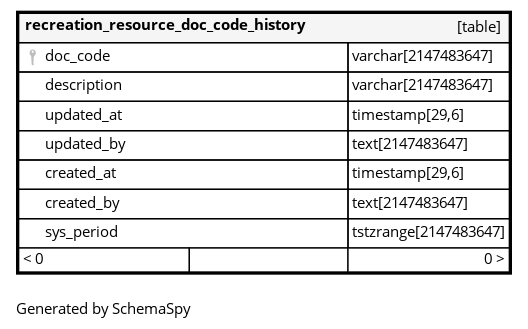 recreation_resource_doc_code_history [table]
doc_code varchar[2147483647]
description varchar[2147483647]
updated_at timestamp[29,6]
updated_by text[2147483647]
created_at timestamp[29,6]
created_by text[2147483647]
sys_period tstzrange[2147483647]
< 0 0 >
Generated by SchemaSpy